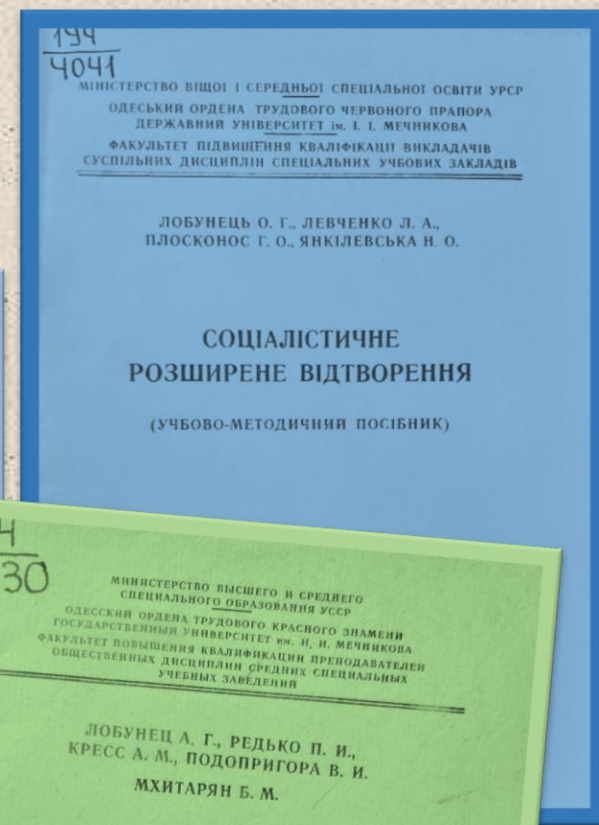 194
4041
МІНІСТЕРСТВО ВІЩОЇ І СЕРЕДНЬОЇ СПЕЦІАЛЬНОЇ ОСВІТИ УРСР
ОДЕСЬКИЙ ОРДЕНА ТРУДОВОГО ЧЕРВОНОГО ПРАПОРА
ДЕРЖАВНИЙ УНІВЕРСИТЕТ ім. І. І. МЕЧНИКОВА
ФАКУЛЬТЕТ ПІДВИЩЕННЯ КВАЛІФІКАЦІЇ ВИКЛАДАЧІВ
СУСПІЛЬНИХ ДИСЦИПЛІН СПЕЦІАЛЬНИХ УЧБОВИХ ЗАКЛАДІВ
ЛОБУНЕЦЬ О. Г., ЛЕВЧЕНКО Л. А.,
ПЛОСКОНОС Г. О., ЯНКІЛЕВСЬКА Н. О.
СОЦІАЛІСТИЧНЕ
РОЗШИРЕНЕ ВІДТВОРЕННЯ
(УЧБОВО-МЕТОДИЧНИЙ ПОСІБНИК)
4
30
МИНИСТЕРСТВО ВЫСШЕГО И СРЕДНЕГО
СПЕЦИАЛЬНОГО ОБРАЗОВАНИЯ УССР
ОДЕССКИЙ ОРДЕНА ТРУДОВОГО КРАСНОГО ЗНАМЕНИ
ГОСУДАРСТВЕННЫЙ УНИВЕРСИТЕТ им. И. И. МЕЧНИКОВА
ФАКУЛЬТЕТ ПОВЫШЕНИЯ КВАЛИФИКАЦИИ ПРЕПОДАВАТЕЛЕЙ
ОБЩЕСТВЕННЫХ ДИСЦИПЛИН СРЕДНИХ СПЕЦИАЛЬНЫХ
УЧЕБНЫХ ЗАВЕДЕНИЙ
ЛОБУНЕЦ А. Г., РЕДЬКО П. И.,
КРЕСС А. М., ПОДОПРИГОРА В. И.
МХИТАРЯН Б. М.